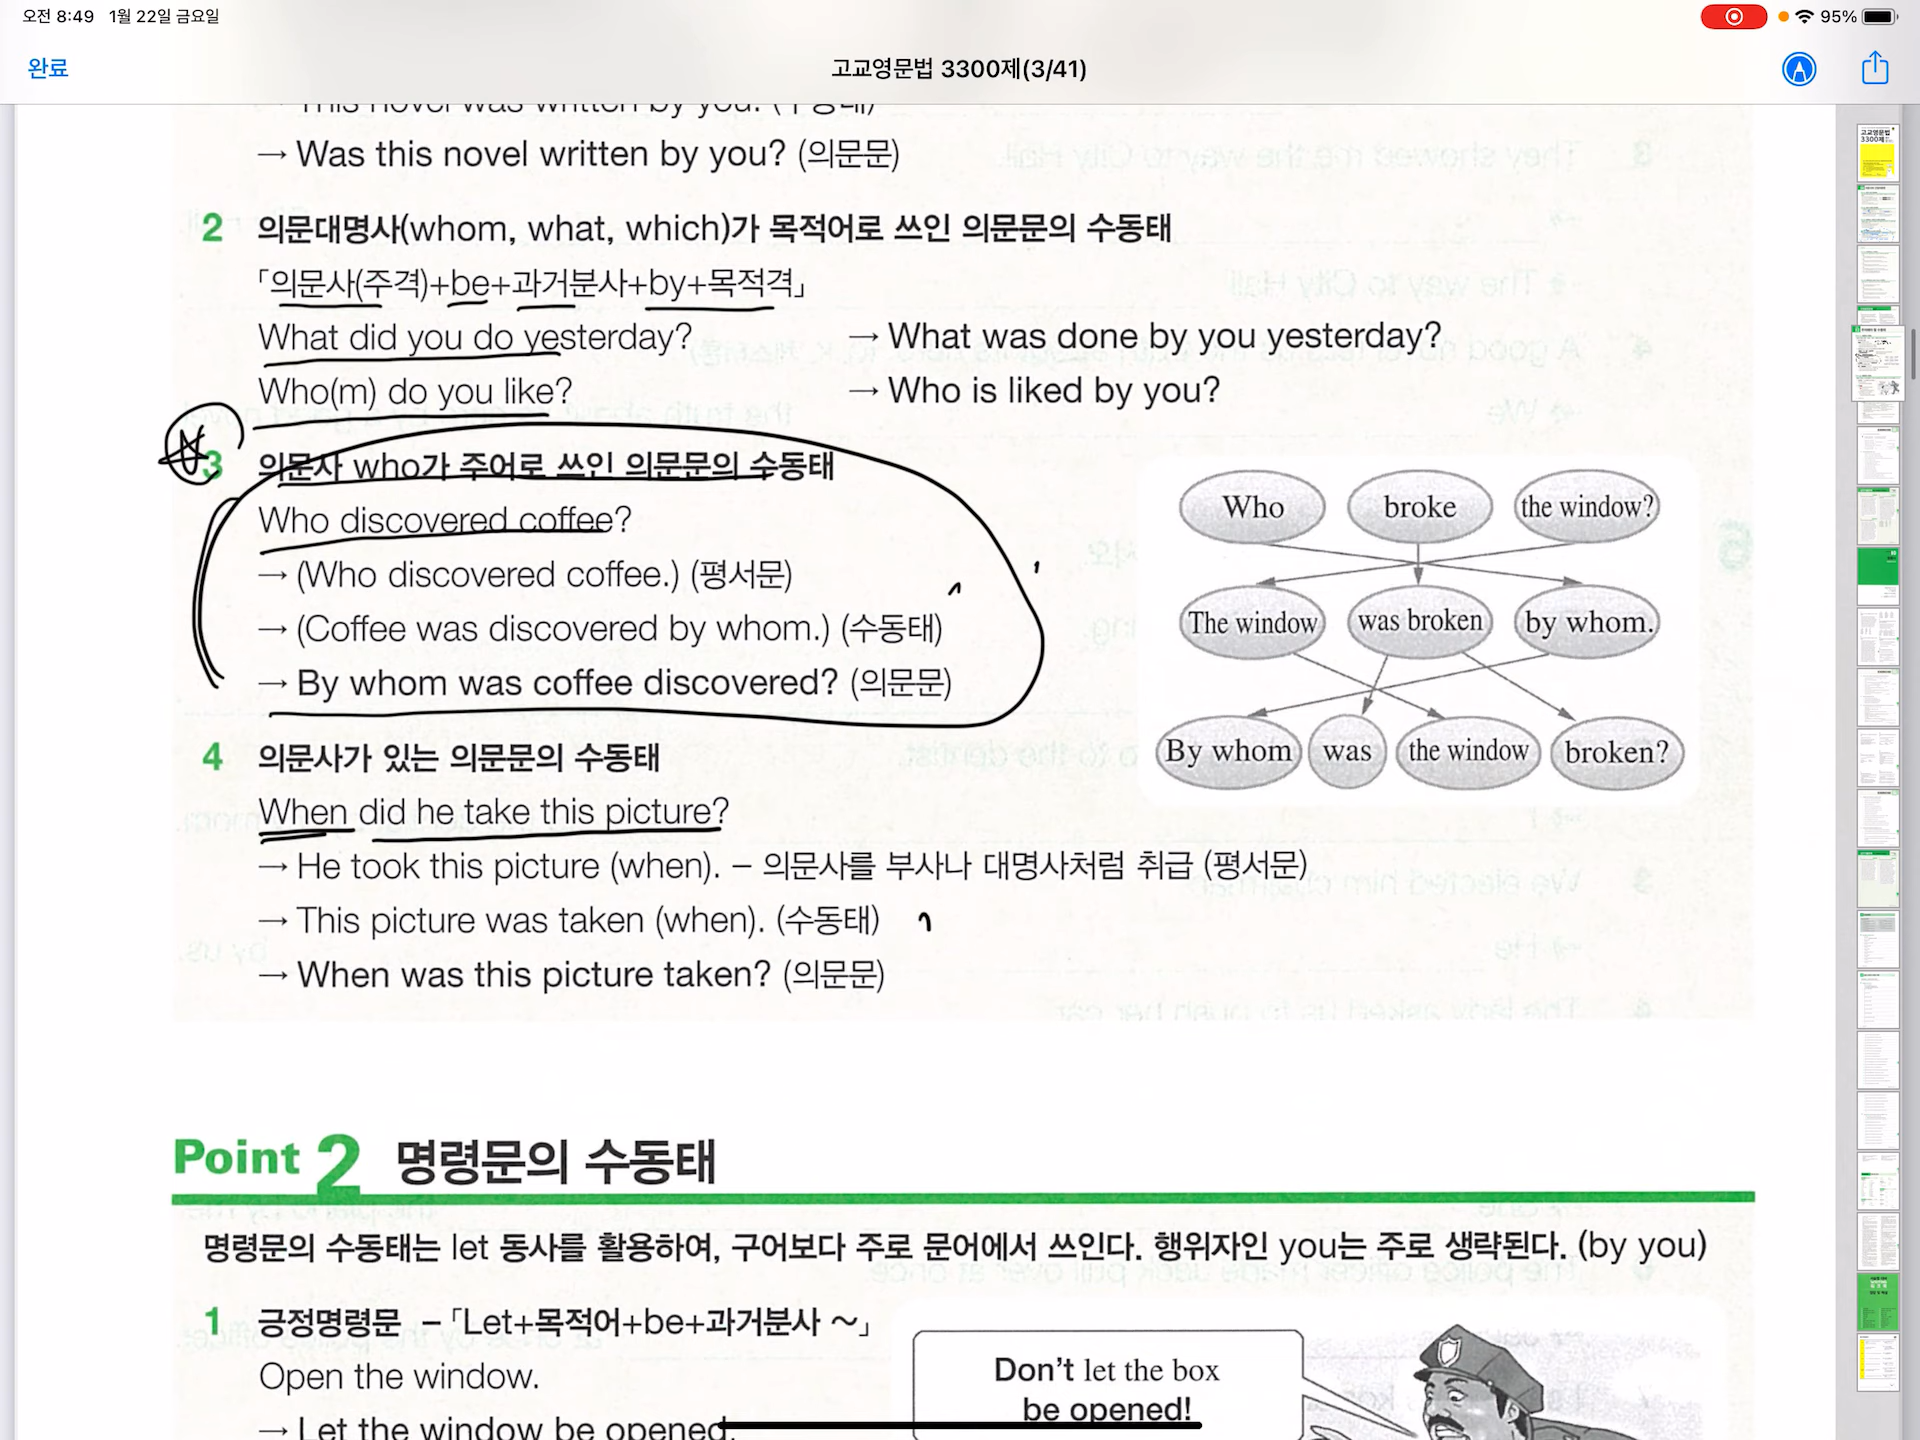 오전 8:49 1월 22일 금요일
95%
완료
고교영문법 3300제(3/41)
This novel was written by you. (수동태)
→ Was this novel written by you? (의문문)
2 의문대명사(whom, what, which)가 목적어로 쓰인 의문문의 수동태
「의문사(주격)+be+과거분사+by+목적격」
What did you do yesterday? → What was done by you yesterday?
Who(m) do you like? → Who is liked by you?
3 의문사 who가 주어로 쓰인 의문문의 수동태
Who discovered coffee?
→ (Who discovered coffee.) (평서문)
→ (Coffee was discovered by whom.) (수동태)
→ By whom was coffee discovered? (의문문)
Who broke the window?
The window was broken by whom.
By whom was the window broken?
4 의문사가 있는 의문문의 수동태
When did he take this picture?
→ He took this picture (when). – 의문사를 부사나 대명사처럼 취급 (평서문)
→ This picture was taken (when). (수동태)
→ When was this picture taken? (의문문)
Point 2 명령문의 수동태
명령문의 수동태는 let 동사를 활용하여, 구어보다 주로 문어에서 쓰인다. 행위자인 you는 주로 생략된다. (by you)
1 긍정명령문 –「Let+목적어+be+과거분사 ~」
Open the window.
→ Let the window be opened.
Don't let the box
be opened!